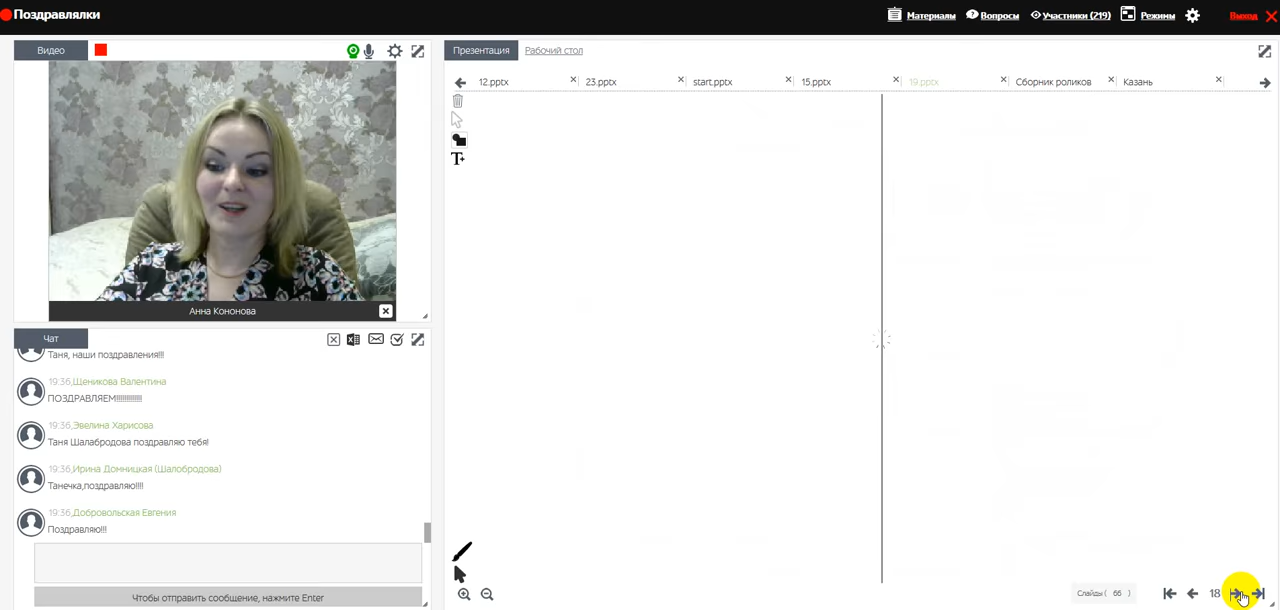 Поздравлялки
Материалы Вопросы Участники (219) Режимы Выход
Видео
Презентация Рабочий стол
12.pptx 23.pptx start.pptx 15.pptx 19.pptx Сборник роликов Казань
Анна Кононова
Чат
Таня, наши поздравления!!!
19:36,Щеникова Валентина
ПОЗДРАВЛЯЕМ!!!!!!!!!!!!!
19:36,Эвелина Харисова
Таня Шалабродова поздравляю тебя!
19:36,Ирина Домницкая (Шалобродова)
Танечка,поздравляю!!!!
19:36,Добровольская Евгения
Поздравляю!!!
Чтобы отправить сообщение, нажмите Enter
Слайды ( 66 ) 18